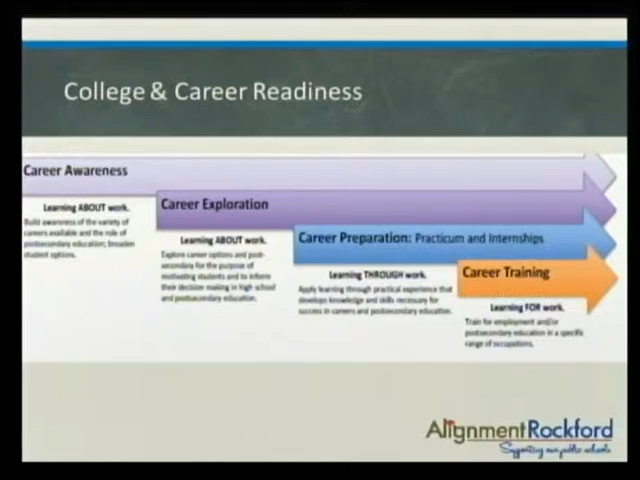 College & Career Readiness
Career Awareness
Learning ABOUT work.
Build awareness of the variety of
careers available and the role of
postsecondary education; broaden
student options.
Career Exploration
Learning ABOUT work.
Explore career options and post-
secondary for the purpose of
motivating students and to inform
their decision making in high school
and postsecondary education.
Career Preparation: Practicum and Internships
Learning THROUGH work.
Apply learning through practical experience that
develops knowledge and skills necessary for
success in careers and postsecondary education.
Career Training
Learning FOR work.
Train for employment and/or
postsecondary education in a specific
range of occupations.
AlignmentRockford
Supporting our public schools